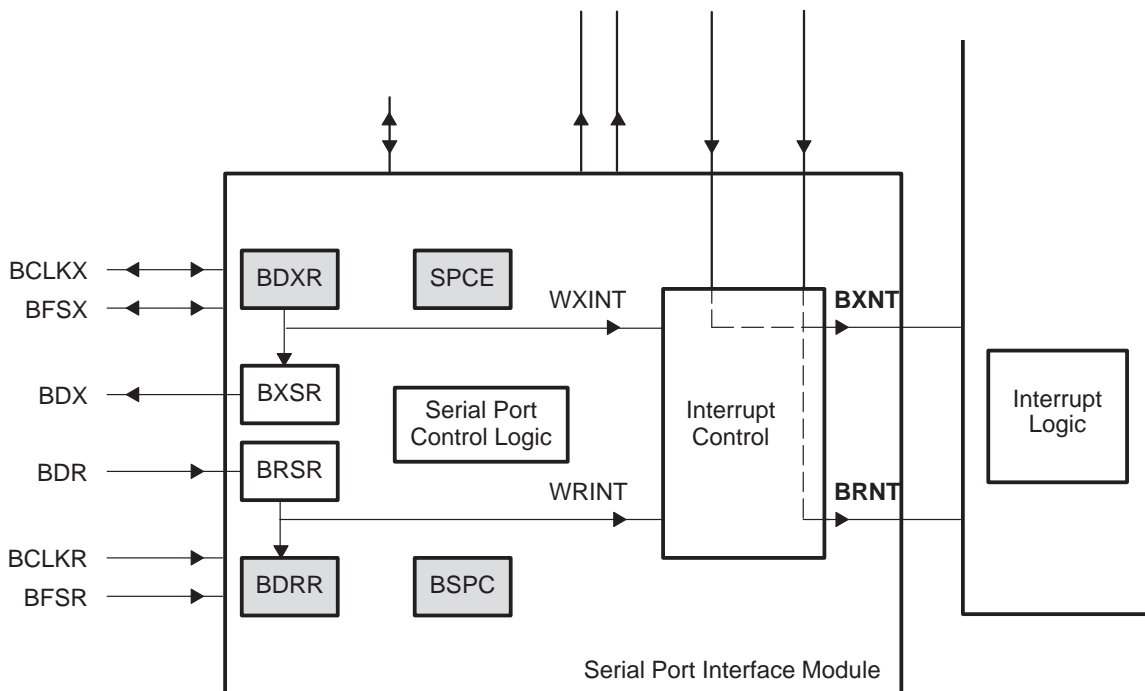 BCLKX
BFSX
BDX
BDR
BCLKR
BFSR
BDXR
SPCE
BXSR
BRSR
BDRR
BSPC
Serial Port
Control Logic
WXINT
WRINT
Interrupt
Control
BXNT
BRNT
Interrupt
Logic
Serial Port Interface Module